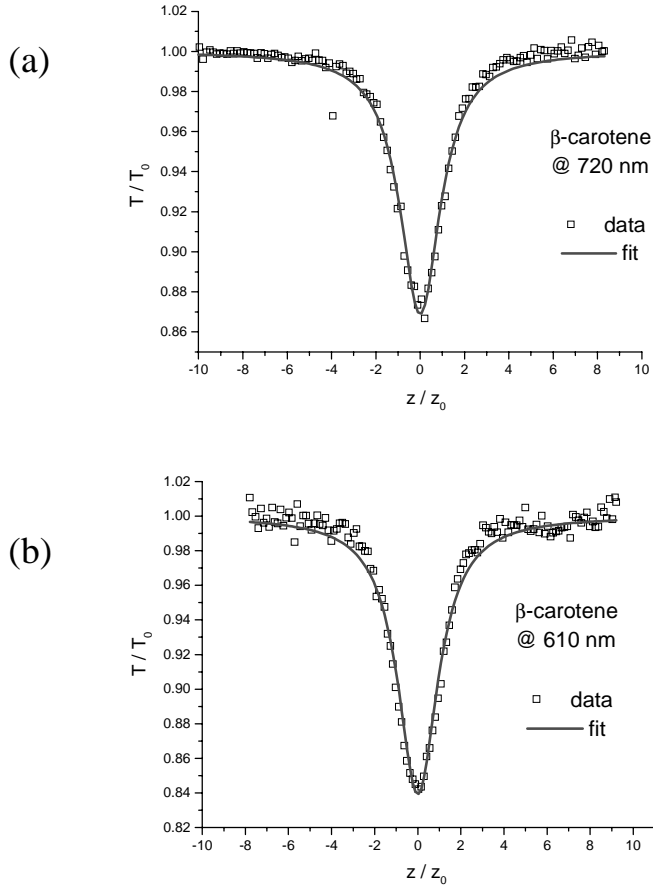 (a)
1.02
1.00
0.98
0.96
0.94
0.92
0.90
0.88
0.86
T / T0
β-carotene
@ 720 nm
data
fit
-10 -8 -6 -4 -2 0 2 4 6 8 10
z / z0
(b)
1.02
1.00
0.98
0.96
0.94
0.92
0.90
0.88
0.86
0.84
0.82
T / T0
β-carotene
@ 610 nm
data
fit
-10 -8 -6 -4 -2 0 2 4 6 8 10
z / z0